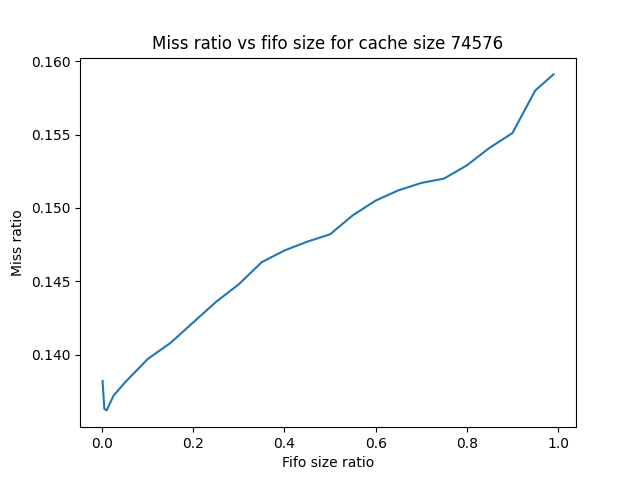 Miss ratio vs fifo size for cache size 74576
0.160
0.155
0.150
0.145
0.140
Miss ratio
0.0 0.2 0.4 0.6 0.8 1.0
Fifo size ratio